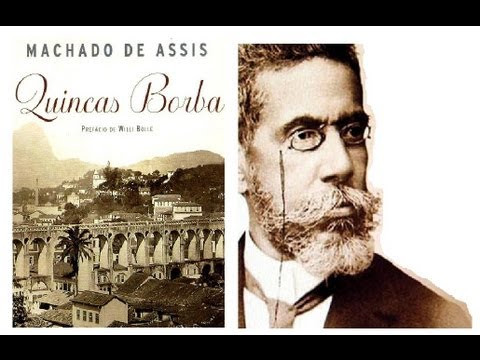 MACHADO DE ASSIS
Quincas Borba
PREFÁCIO DE WILLI BOLLE